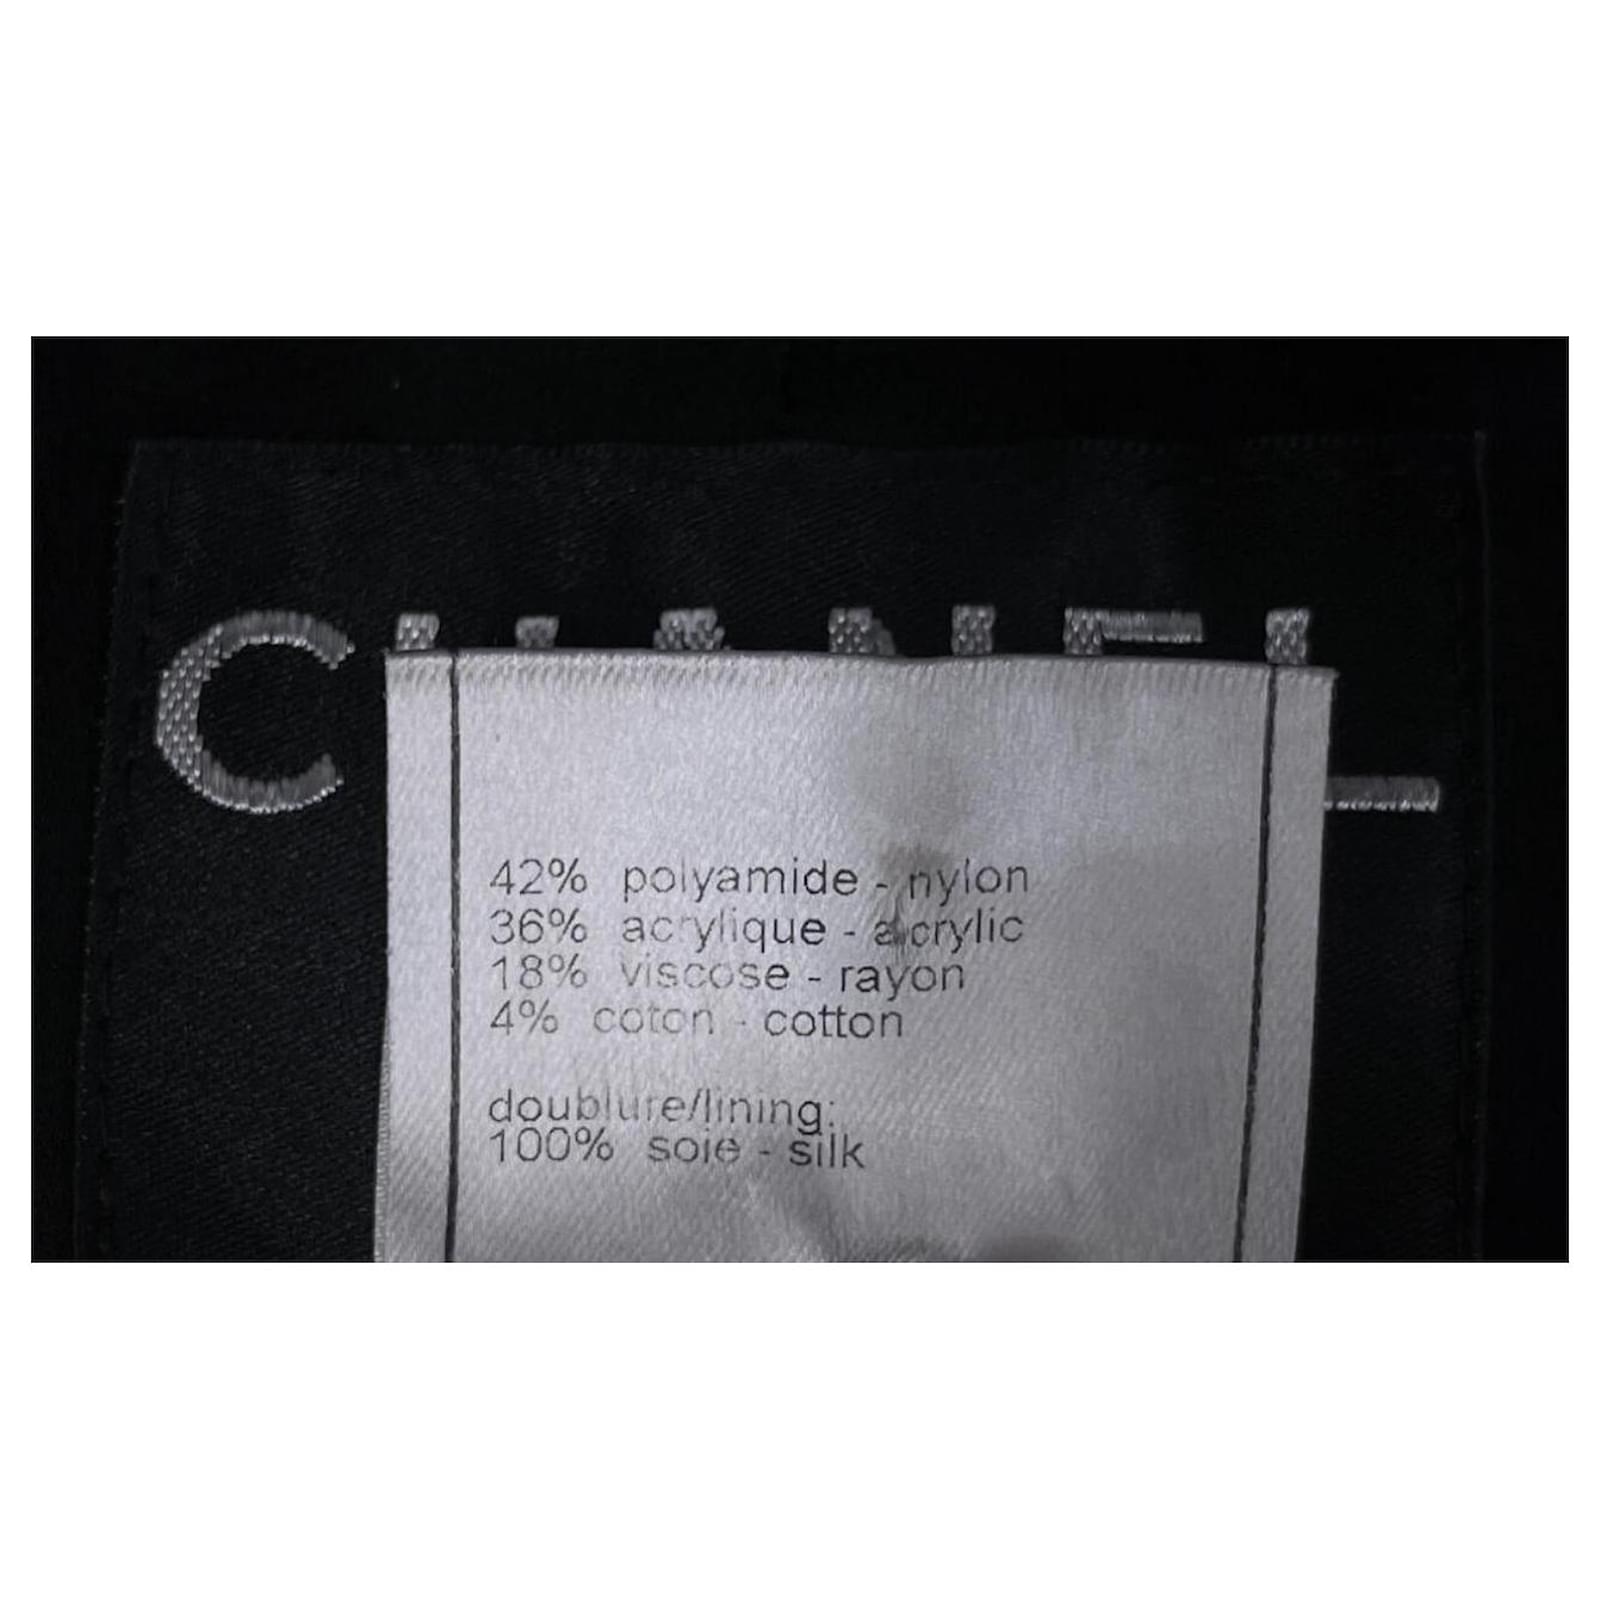 42% polyamide - nylon
36% acrylique - acrylic
18% viscose - rayon
4% coton - cotton
doublure/lining:
100% soie - silk